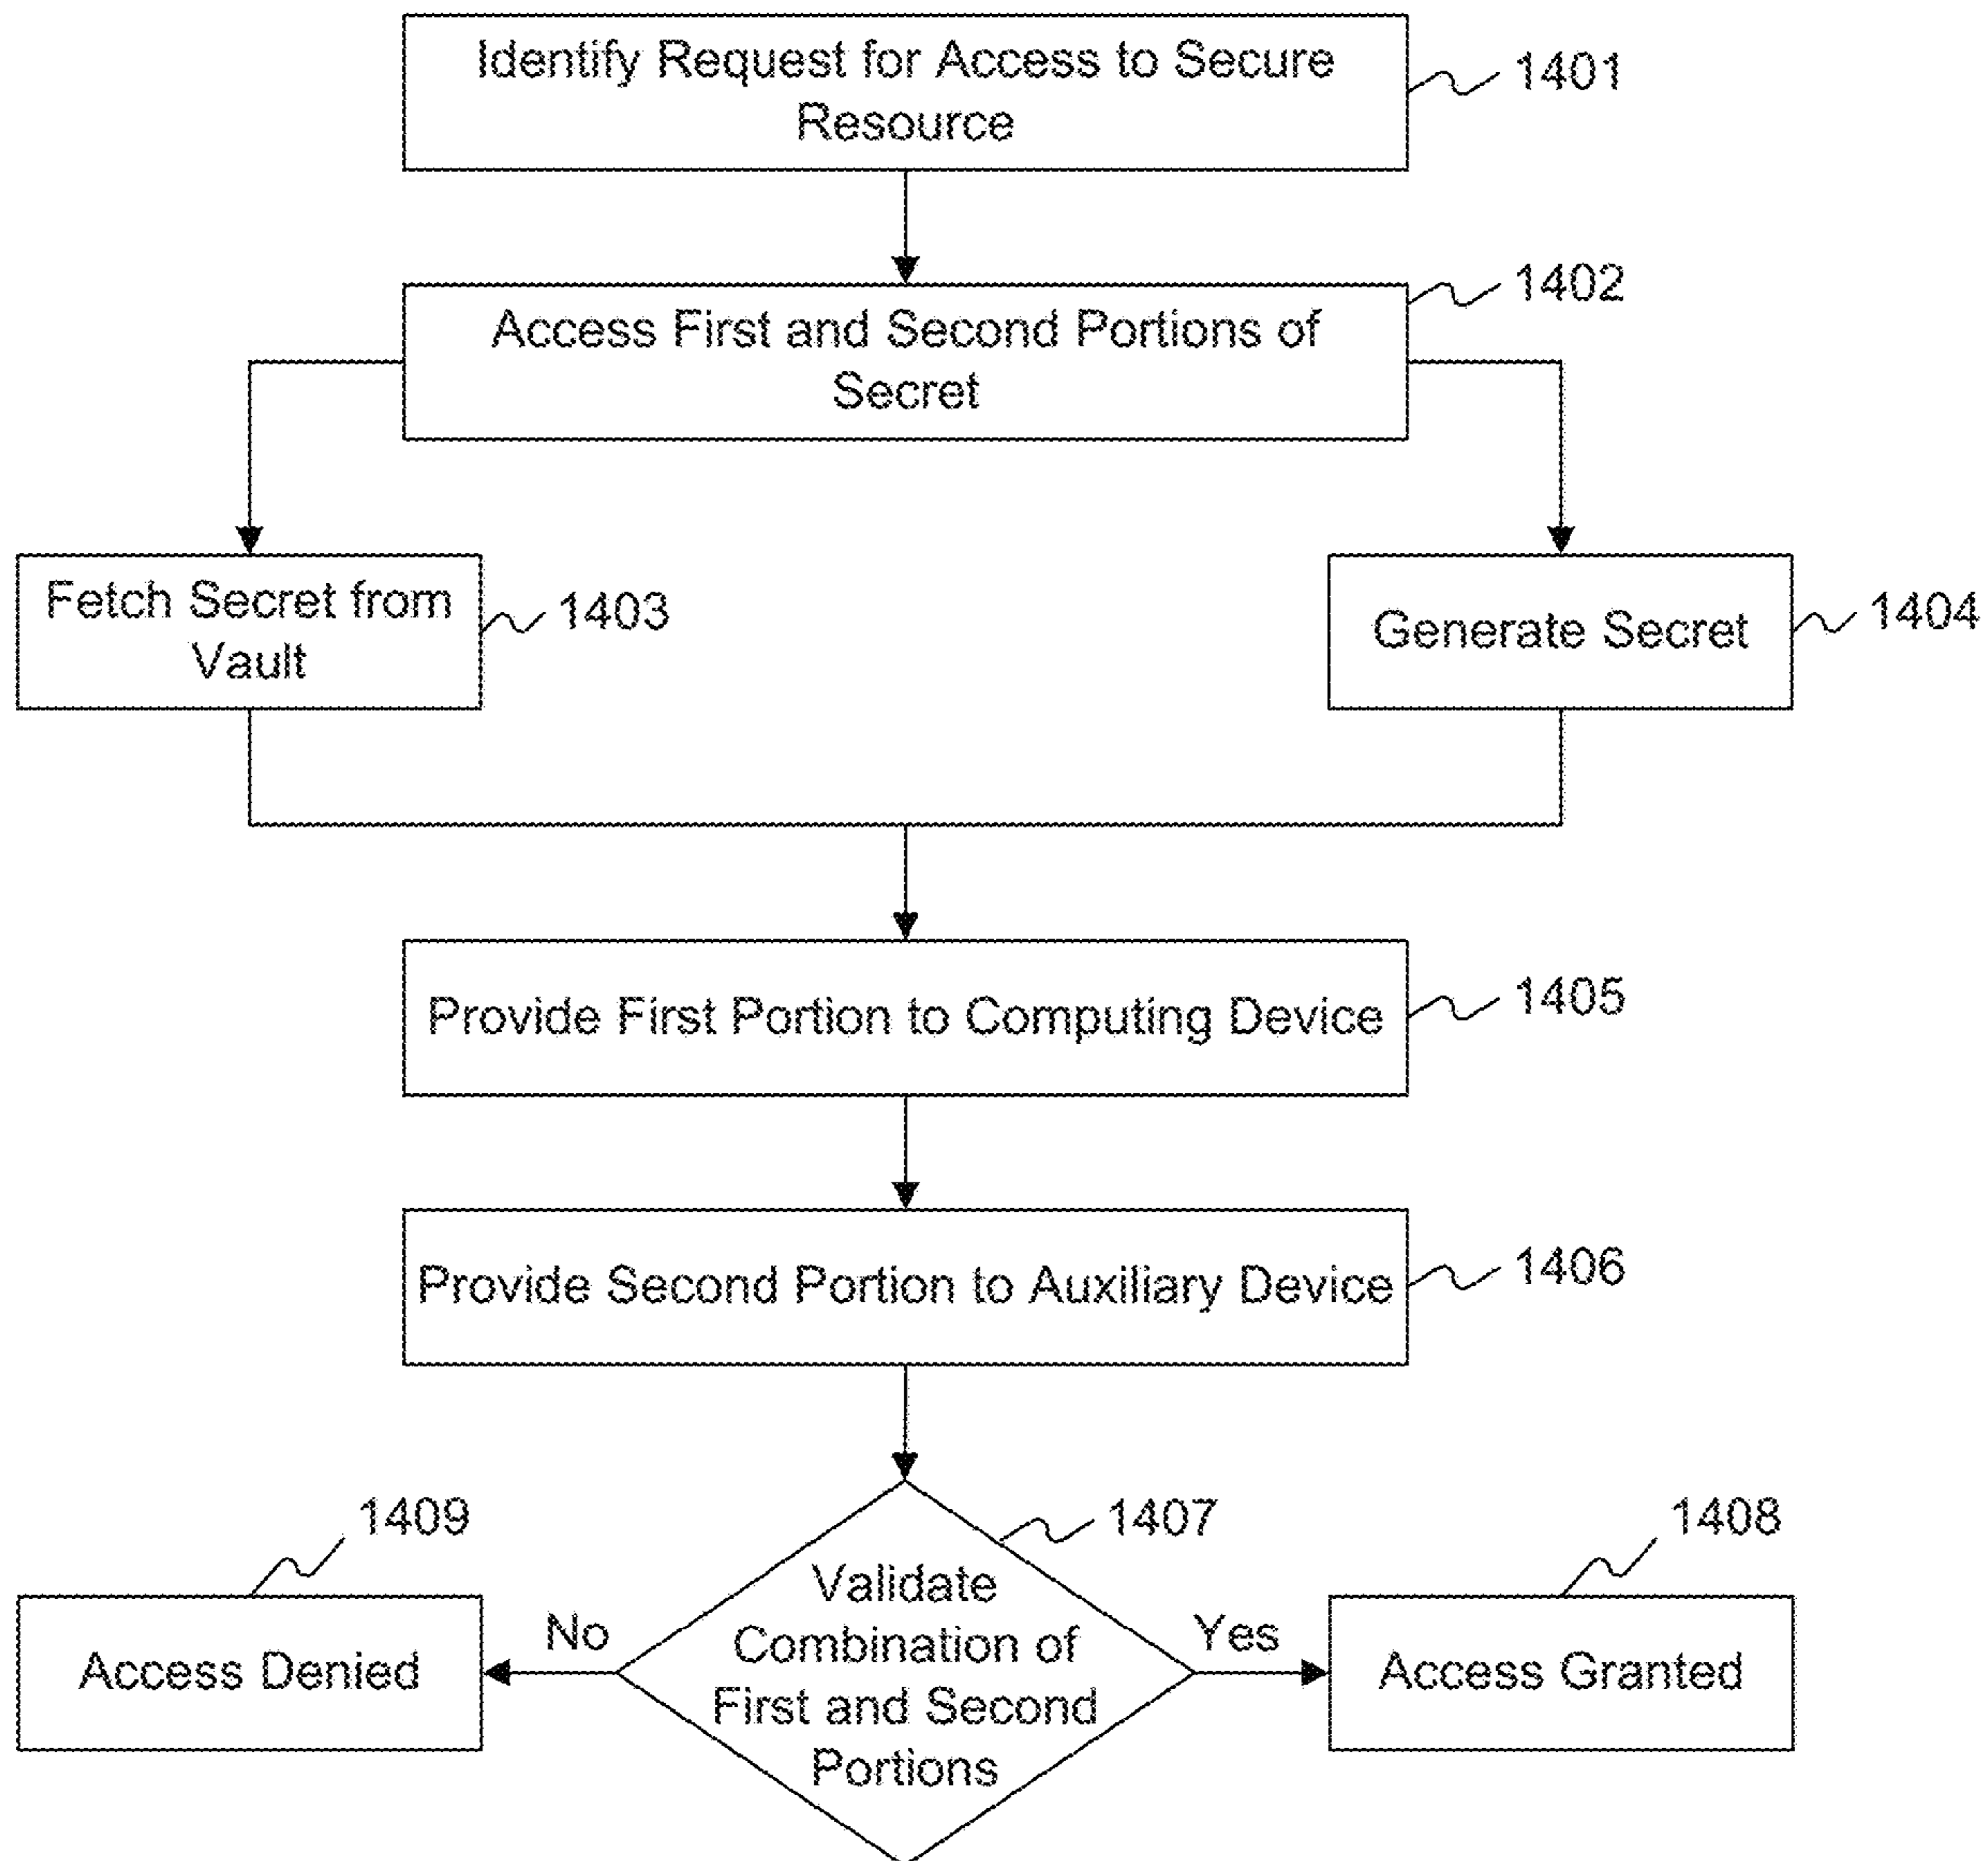 Identify Request for Access to Secure
Resource
1401
1402
Access First and Second Portions of
Secret
Fetch Secret from
Vault
1403
Generate Secret
1404
Provide First Portion to Computing Device
1405
Provide Second Portion to Auxiliary Device
1406
1409
1407
1408
Access Denied
No
Validate
Combination of
First and Second
Portions
Yes
Access Granted